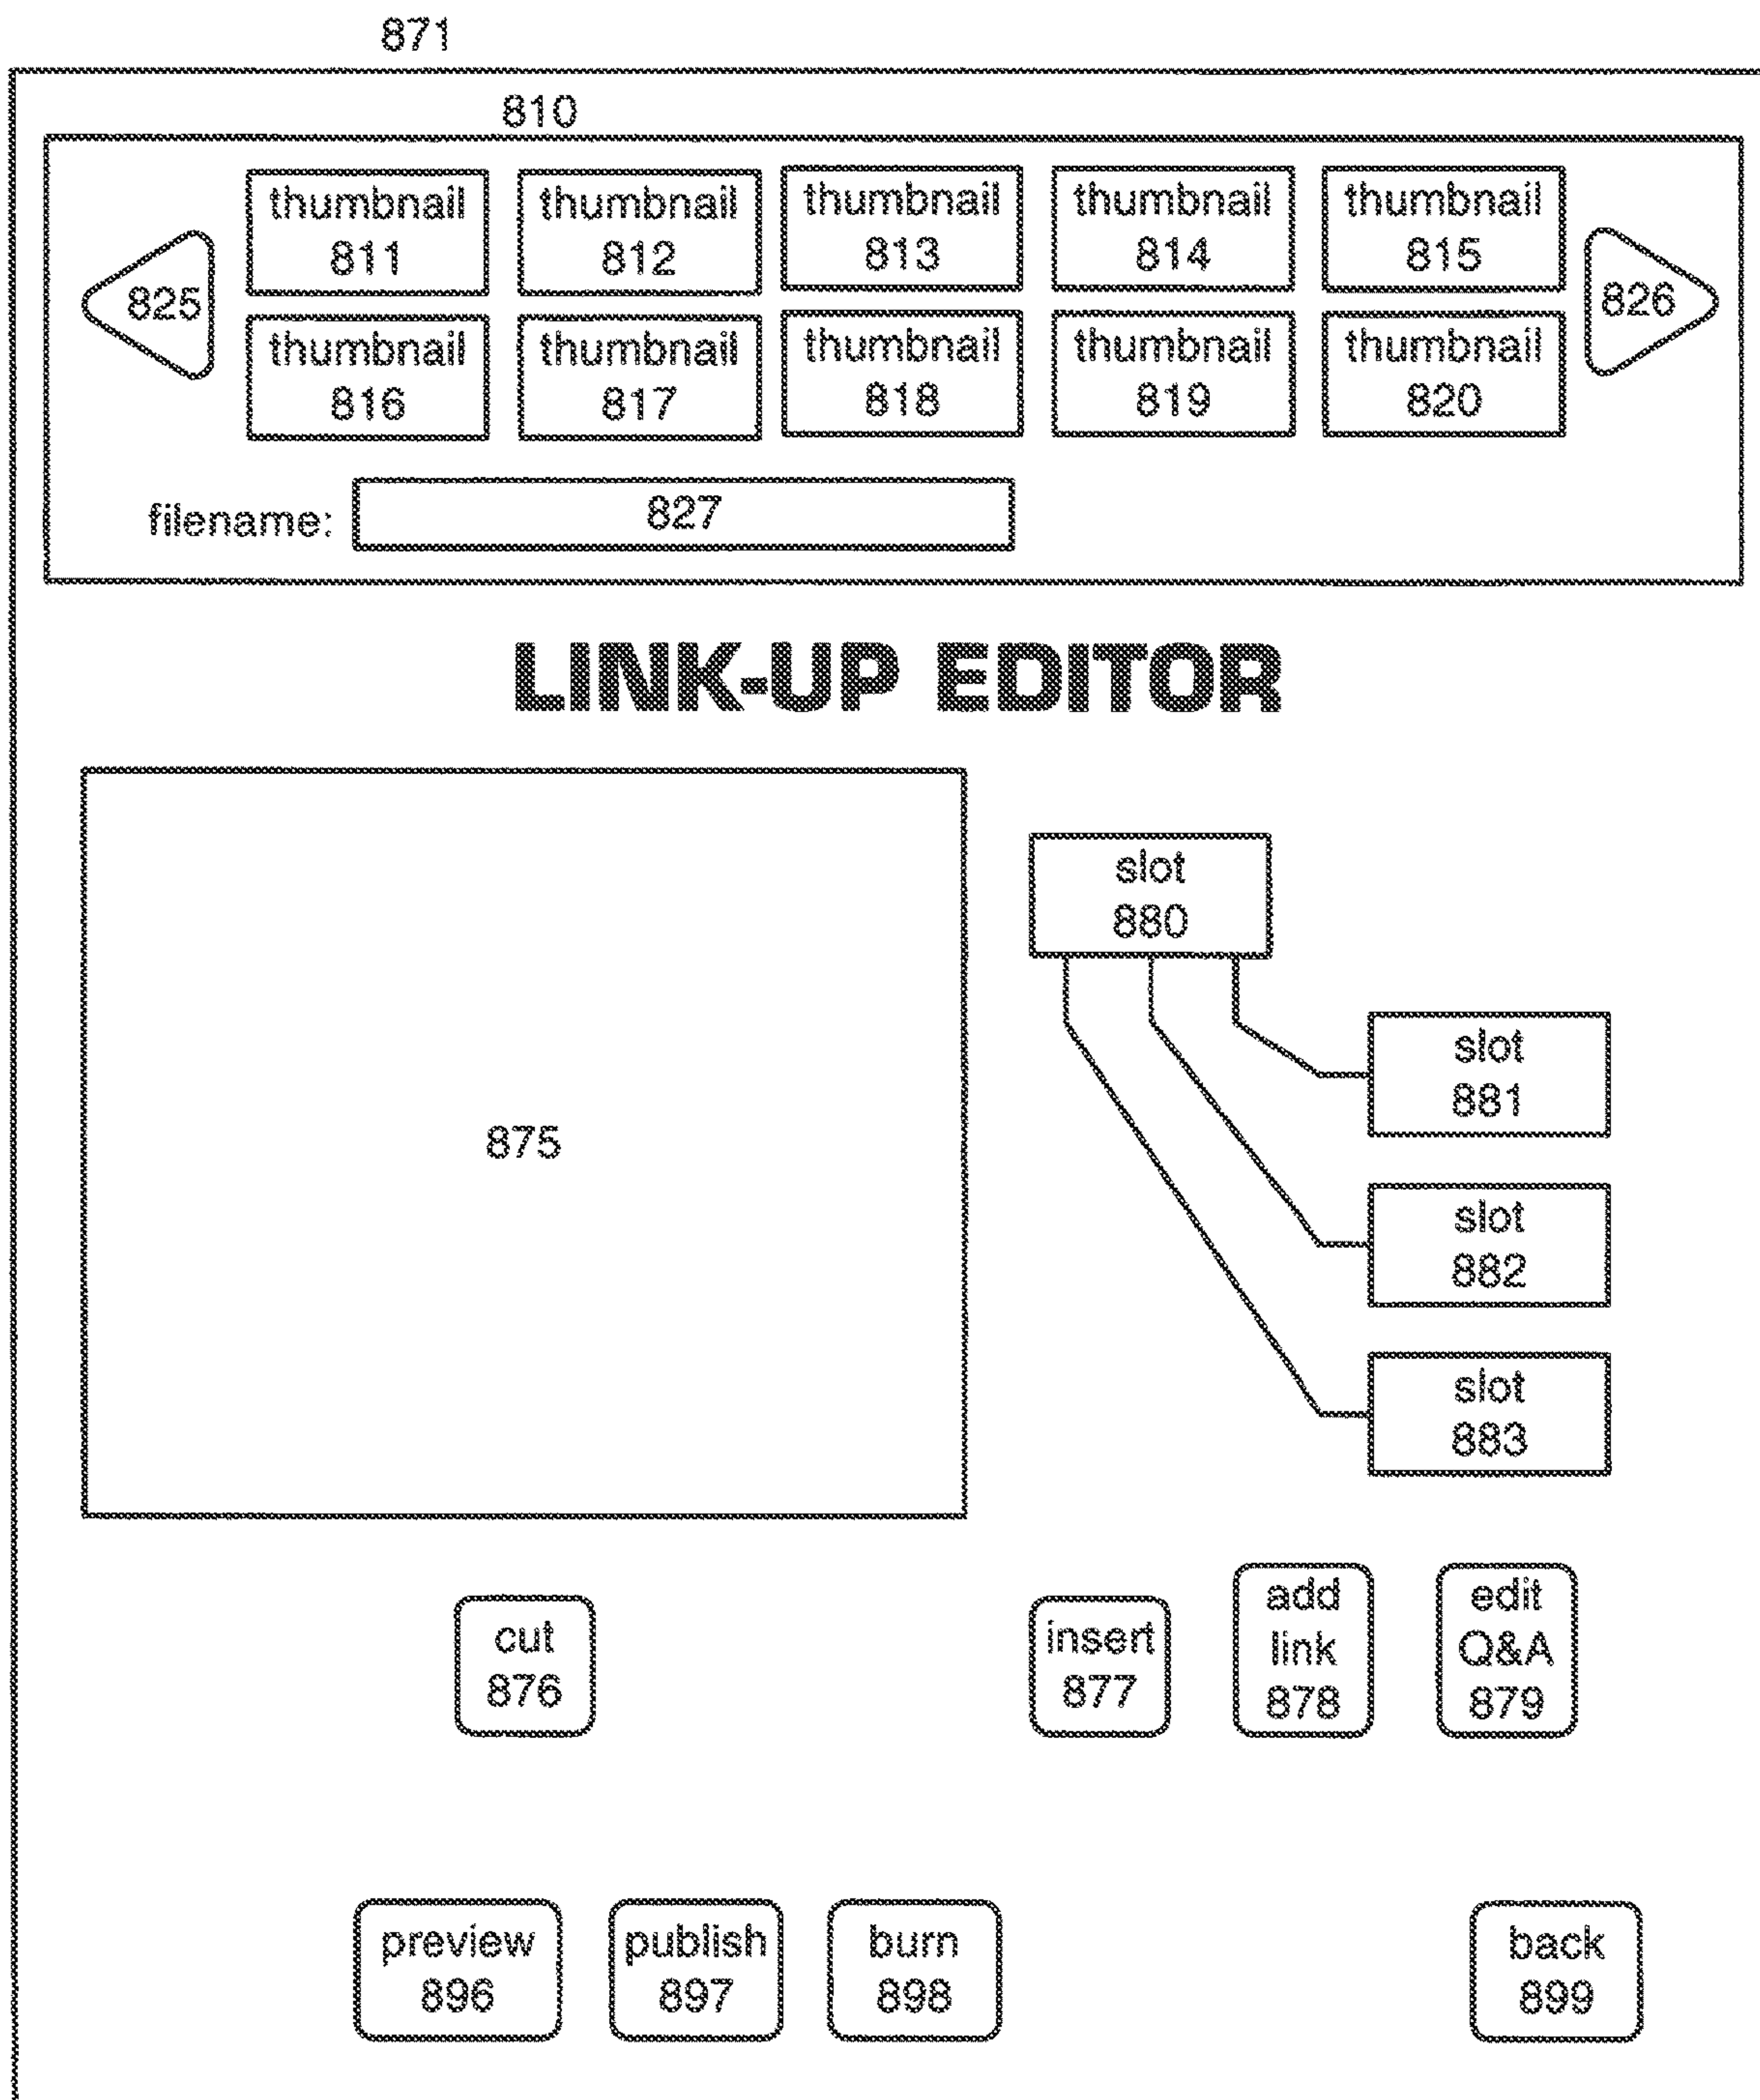 871
810
thumbnail
811
thumbnail
812
thumbnail
813
thumbnail
814
thumbnail
815
825
826
thumbnail
816
thumbnail
817
thumbnail
818
thumbnail
819
thumbnail
820
filename:
827
LINK-UP EDITOR
875
slot
880
slot
881
slot
882
slot
883
cut
876
insert
877
add
link
878
edit
Q&A
879
preview
896
publish
897
burn
898
back
899